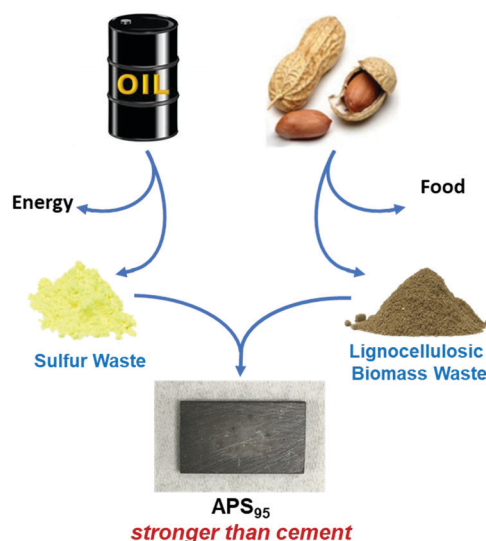 OIL
Energy
Food
Sulfur Waste
Lignocellulosic
Biomass Waste
APS₉₅
stronger than cement